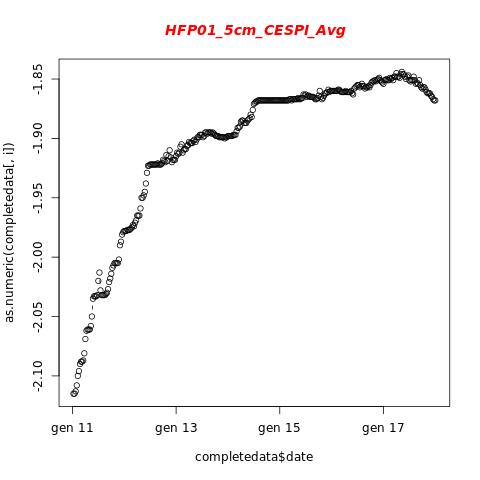 HFP01_5cm_CESPI_Avg
as.numeric(completedata[, i])
-1.85
-1.90
-1.95
-2.00
-2.05
-2.10
gen 11
gen 13
gen 15
gen 17
completedata$date